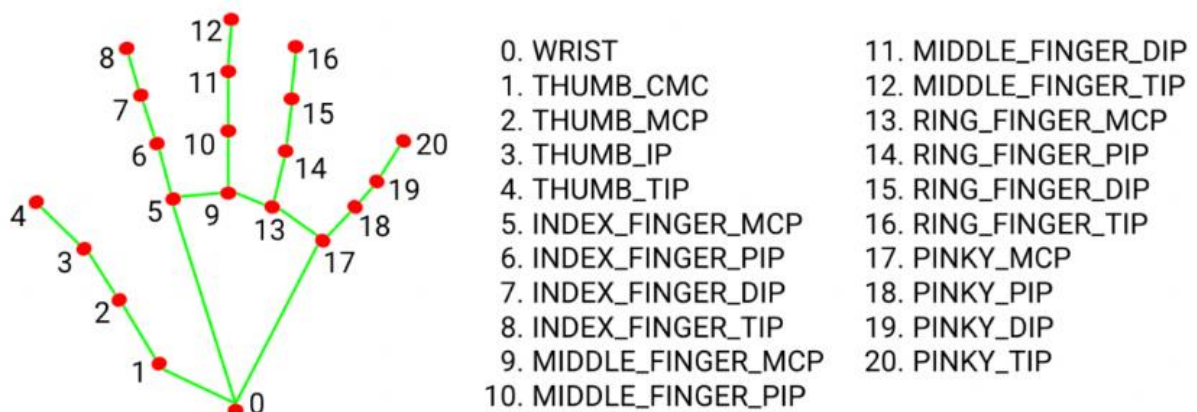 12
8
16
11
7
15
10
6
14
20
19
4
5
9
13
18
3
17
2
1
0
0. WRIST
1. THUMB_CMC
2. THUMB_MCP
3. THUMB_IP
4. THUMB_TIP
5. INDEX_FINGER_MCP
6. INDEX_FINGER_PIP
7. INDEX_FINGER_DIP
8. INDEX_FINGER_TIP
9. MIDDLE_FINGER_MCP
10. MIDDLE_FINGER_PIP
11. MIDDLE_FINGER_DIP
12. MIDDLE_FINGER_TIP
13. RING_FINGER_MCP
14. RING_FINGER_PIP
15. RING_FINGER_DIP
16. RING_FINGER_TIP
17. PINKY_MCP
18. PINKY_PIP
19. PINKY_DIP
20. PINKY_TIP